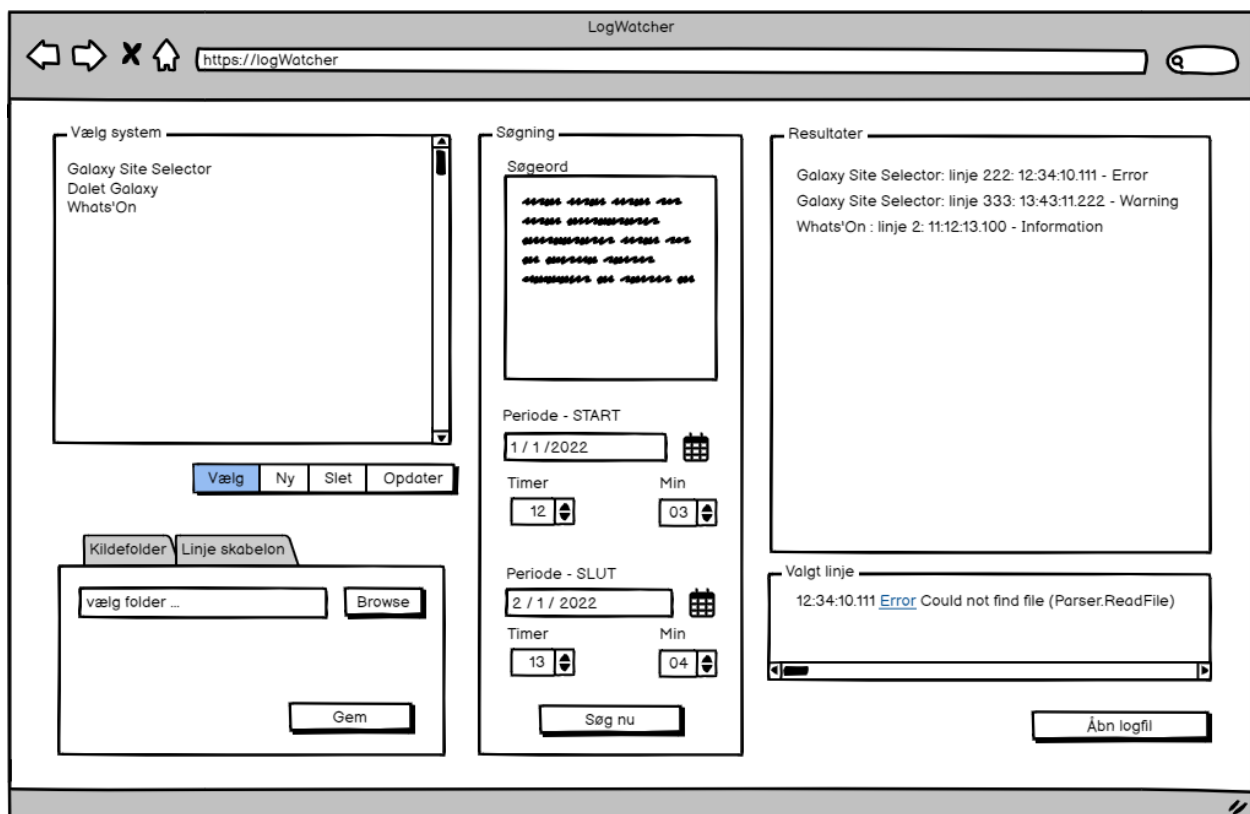 LogWatcher
https://logWatcher
Vælg system
Galaxy Site Selector
Dalet Galaxy
Whats'On
Vælg
Ny
Slet
Opdater
Kildefolder
Linje skabelon
vælg folder ...
Browse
Gem
Søgning
Søgeord
Periode - START
1 / 1 /2022
Timer
Min
12
03
Periode - SLUT
2 / 1 / 2022
Timer
Min
13
04
Søg nu
Resultater
Galaxy Site Selector: linje 222: 12:34:10.111 - Error
Galaxy Site Selector: linje 333: 13:43:11.222 - Warning
Whats'On : linje 2: 11:12:13.100 - Information
Valgt linje
12:34:10.111 Error Could not find file (Parser.ReadFile)
Åbn logfil